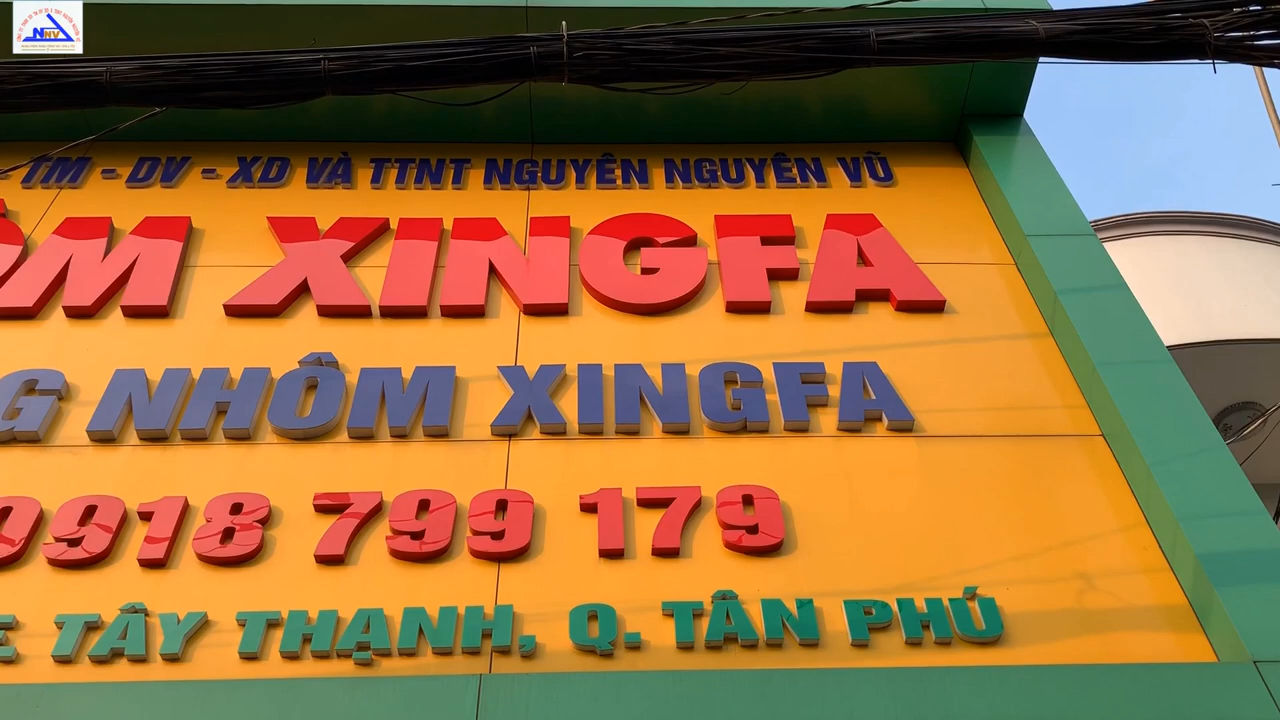 NNV
TM - DV - XD VÀ TTNT NGUYÊN NGUYÊN VŨ
ÔM XINGFA
G NHÔM XINGFA
0918 799 179
E TÂY THẠNH, Q. TÂN PHÚ